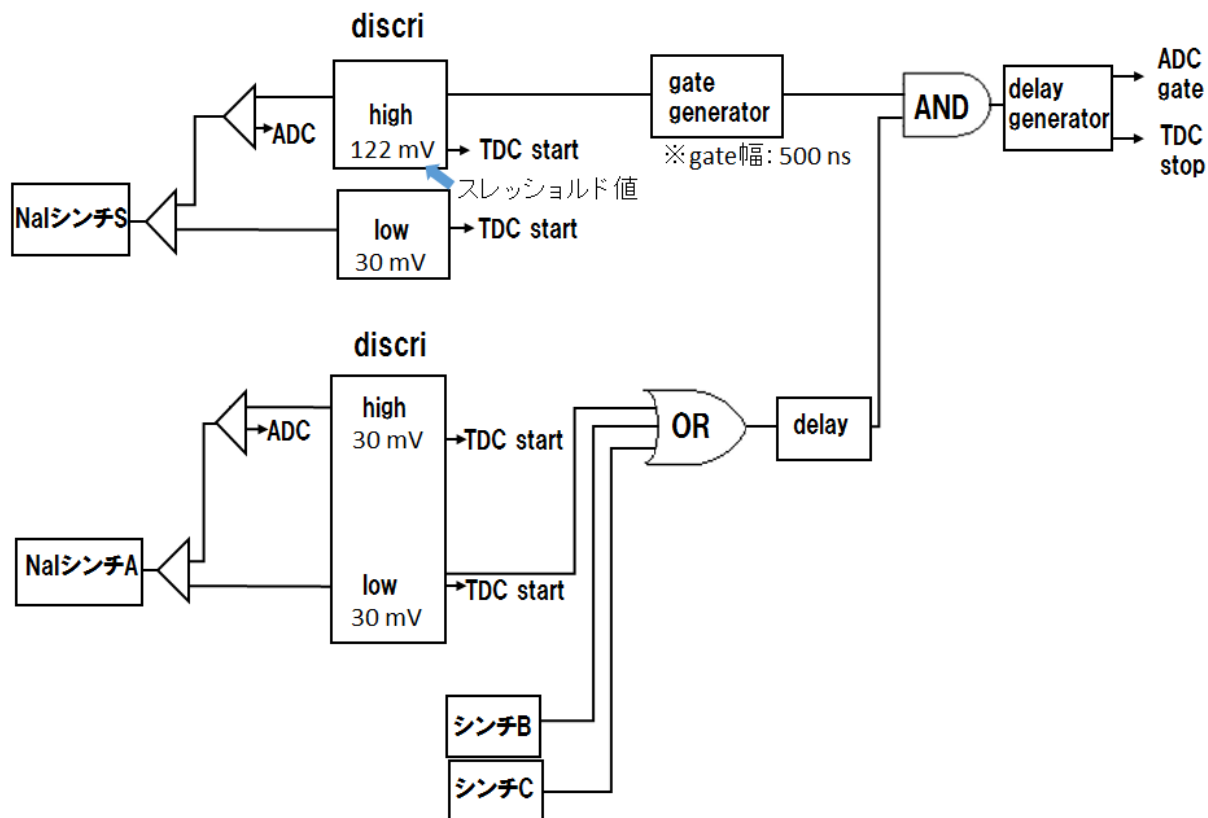 discri
high
122 mV
ADC
TDC start
スレッショルド値
NaIシンチS
low
30 mV
TDC start
gate
generator
※gate幅: 500 ns
AND
delay
generator
ADC
gate
TDC
stop
discri
high
30 mV
ADC
TDC start
NaIシンチA
low
30 mV
TDC start
OR
delay
シンチB
シンチC